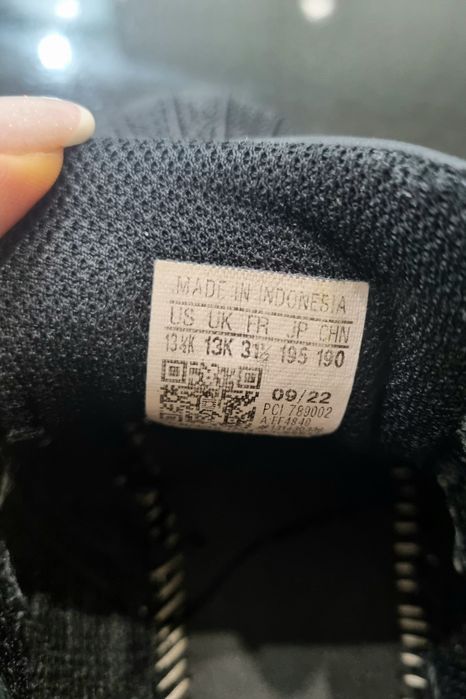 MADE IN INDONESIA
US UK FR JP CHN
13½K 13K 31½ 195 190
09/22
PCI 789002